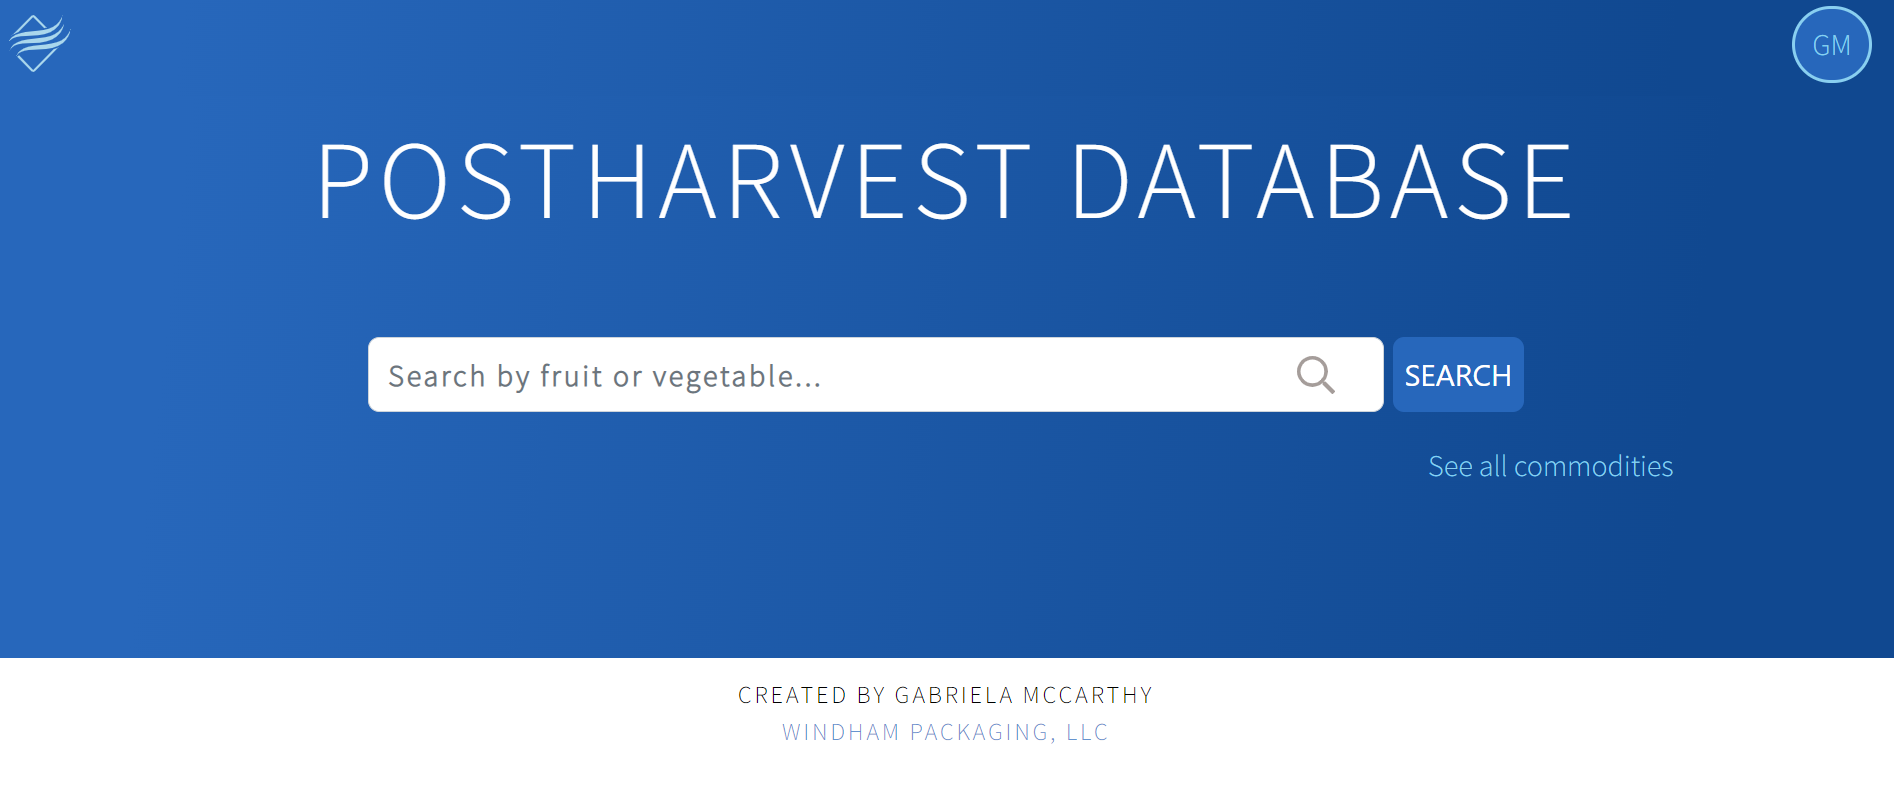 GM
POSTHARVEST DATABASE
Search by fruit or vegetable...
SEARCH
See all commodities
CREATED BY GABRIELA MCCARTHY
WINDHAM PACKAGING, LLC